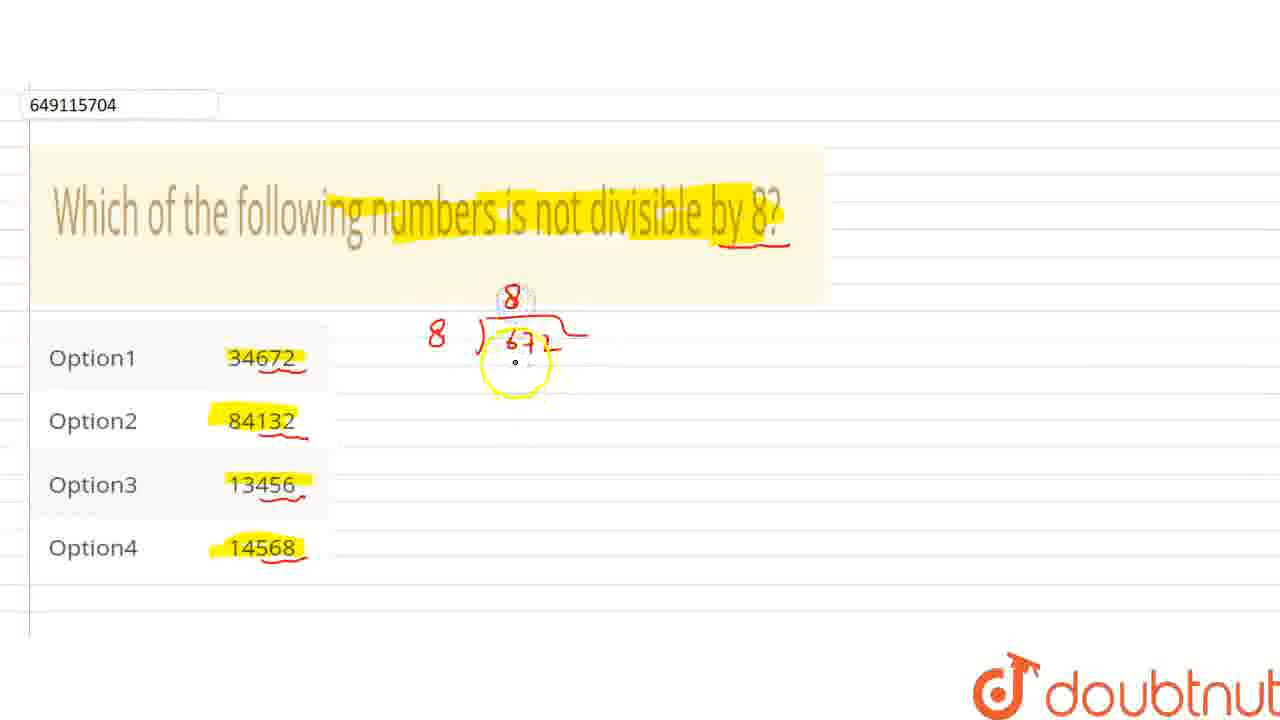 649115704
Which of the following numbers is not divisible by 8?
8
8 672
Option1 34672
Option2 84132
Option3 13456
Option4 14568
doubtnut